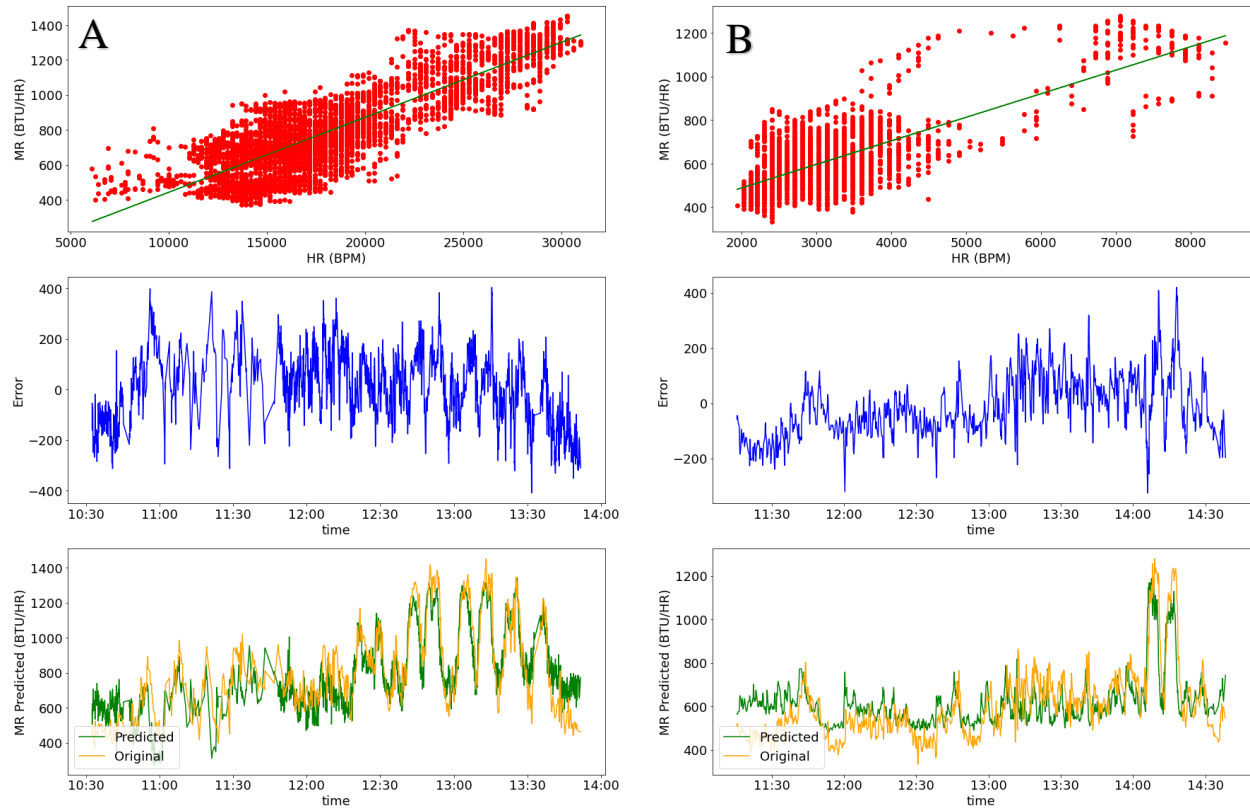 A
MR (BTU/HR)
1400
1200
1000
800
600
400
5000 10000 15000 20000 25000 30000
HR (BPM)
B
MR (BTU/HR)
1200
1000
800
600
400
2000 3000 4000 5000 6000 7000 8000
HR (BPM)
Error
400
200
0
−200
−400
10:30 11:00 11:30 12:00 12:30 13:00 13:30 14:00
time
Error
400
200
0
−200
11:30 12:00 12:30 13:00 13:30 14:00 14:30
time
MR Predicted (BTU/HR)
1400
1200
1000
800
600
400
Predicted
Original
10:30 11:00 11:30 12:00 12:30 13:00 13:30 14:00
time
MR Predicted (BTU/HR)
1200
1000
800
600
400
Predicted
Original
11:30 12:00 12:30 13:00 13:30 14:00 14:30
time